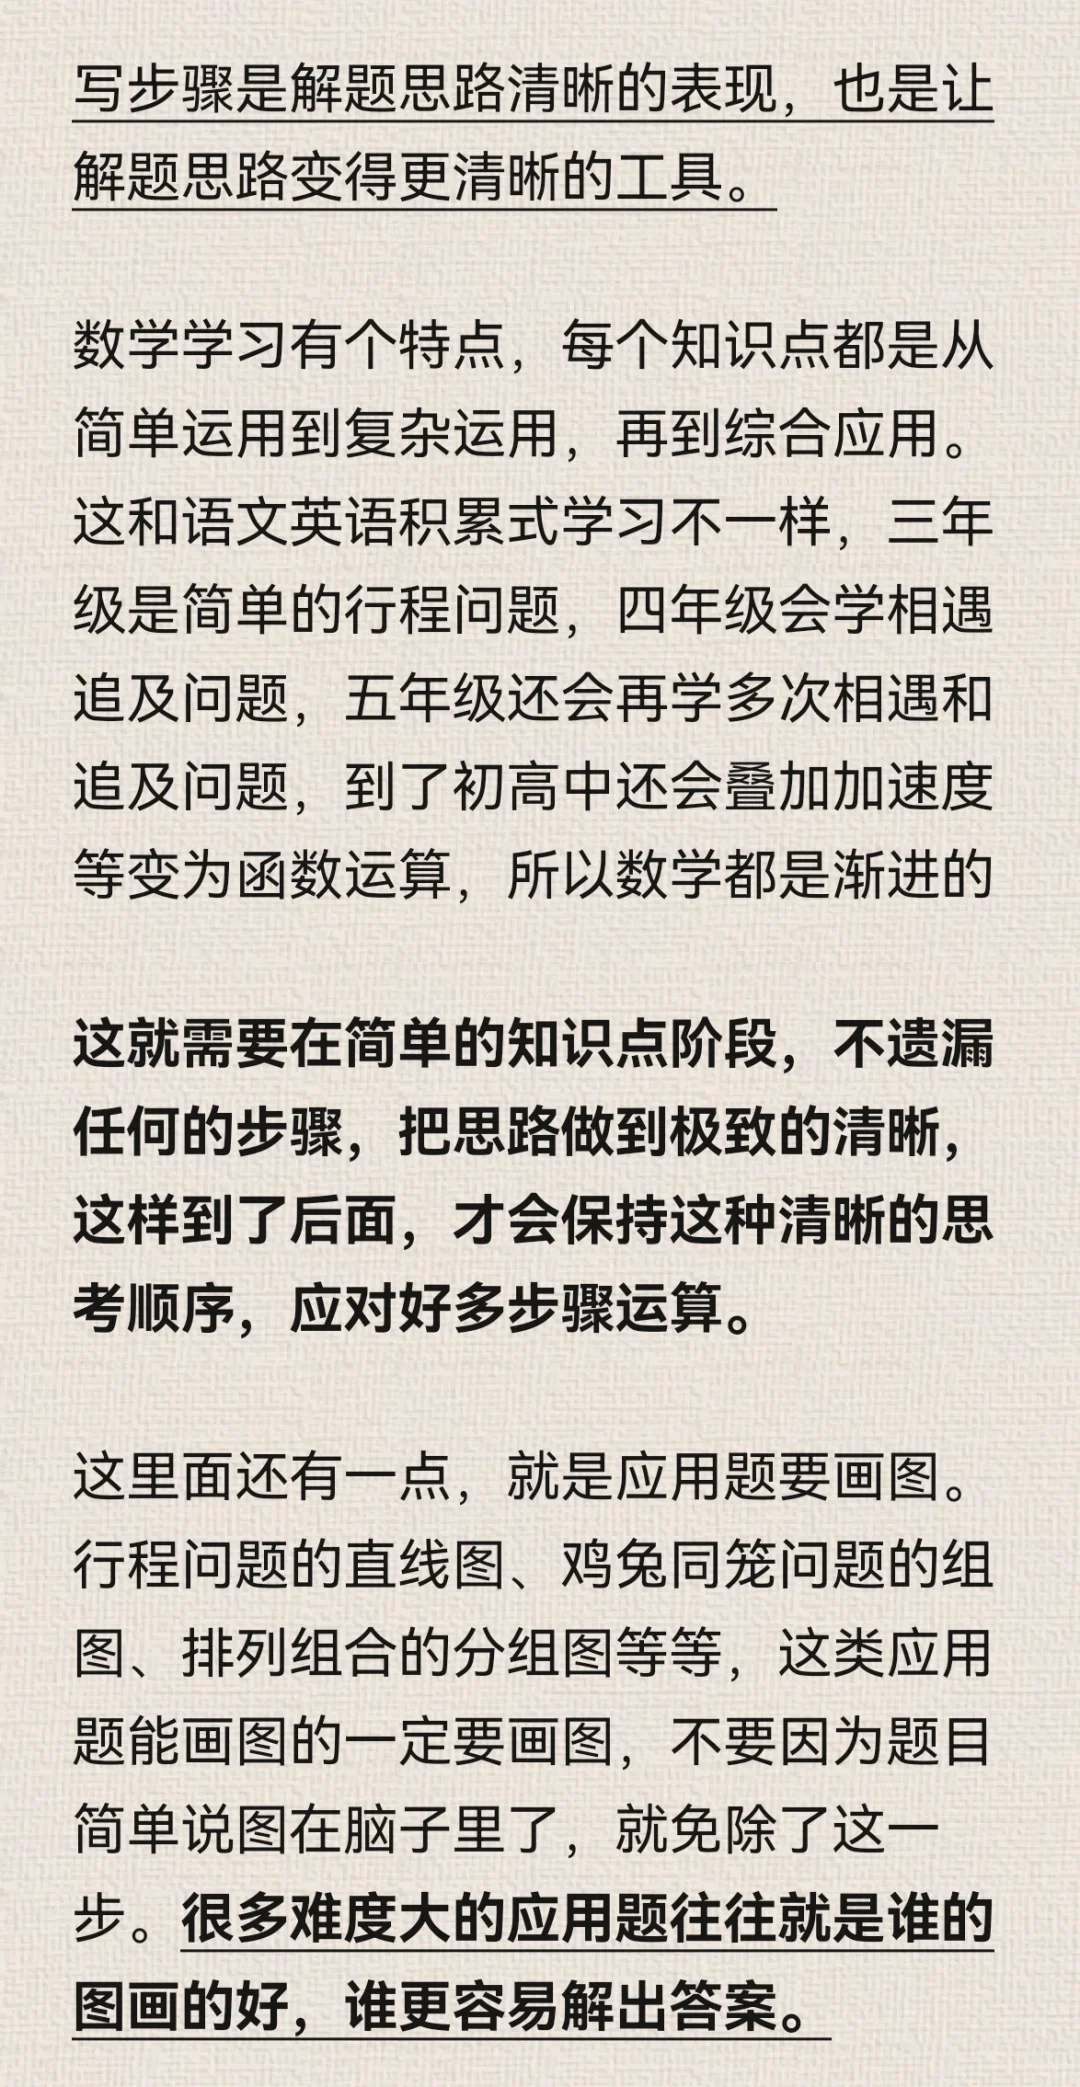 写步骤是解题思路清晰的表现，也是让
解题思路变得更清晰的工具。
数学学习有个特点，每个知识点都是从
简单运用到复杂运用，再到综合应用。
这和语文英语积累式学习不一样，三年
级是简单的行程问题，四年级会学相遇
追及问题，五年级还会再学多次相遇和
追及问题，到了初高中还会叠加加速度
等变为函数运算，所以数学都是渐进的
这就需要在简单的知识点阶段，不遗漏
任何的步骤，把思路做到极致的清晰，
这样到了后面，才会保持这种清晰的思
考顺序，应对好多步骤运算。
这里面还有一点，就是应用题要画图。
行程问题的直线图、鸡兔同笼问题的组
图、排列组合的分组图等等，这类应用
题能画图的一定要画图，不要因为题目
简单说图在脑子里了，就免除了这一
步。很多难度大的应用题往往就是谁的
图画的好，谁更容易解出答案。